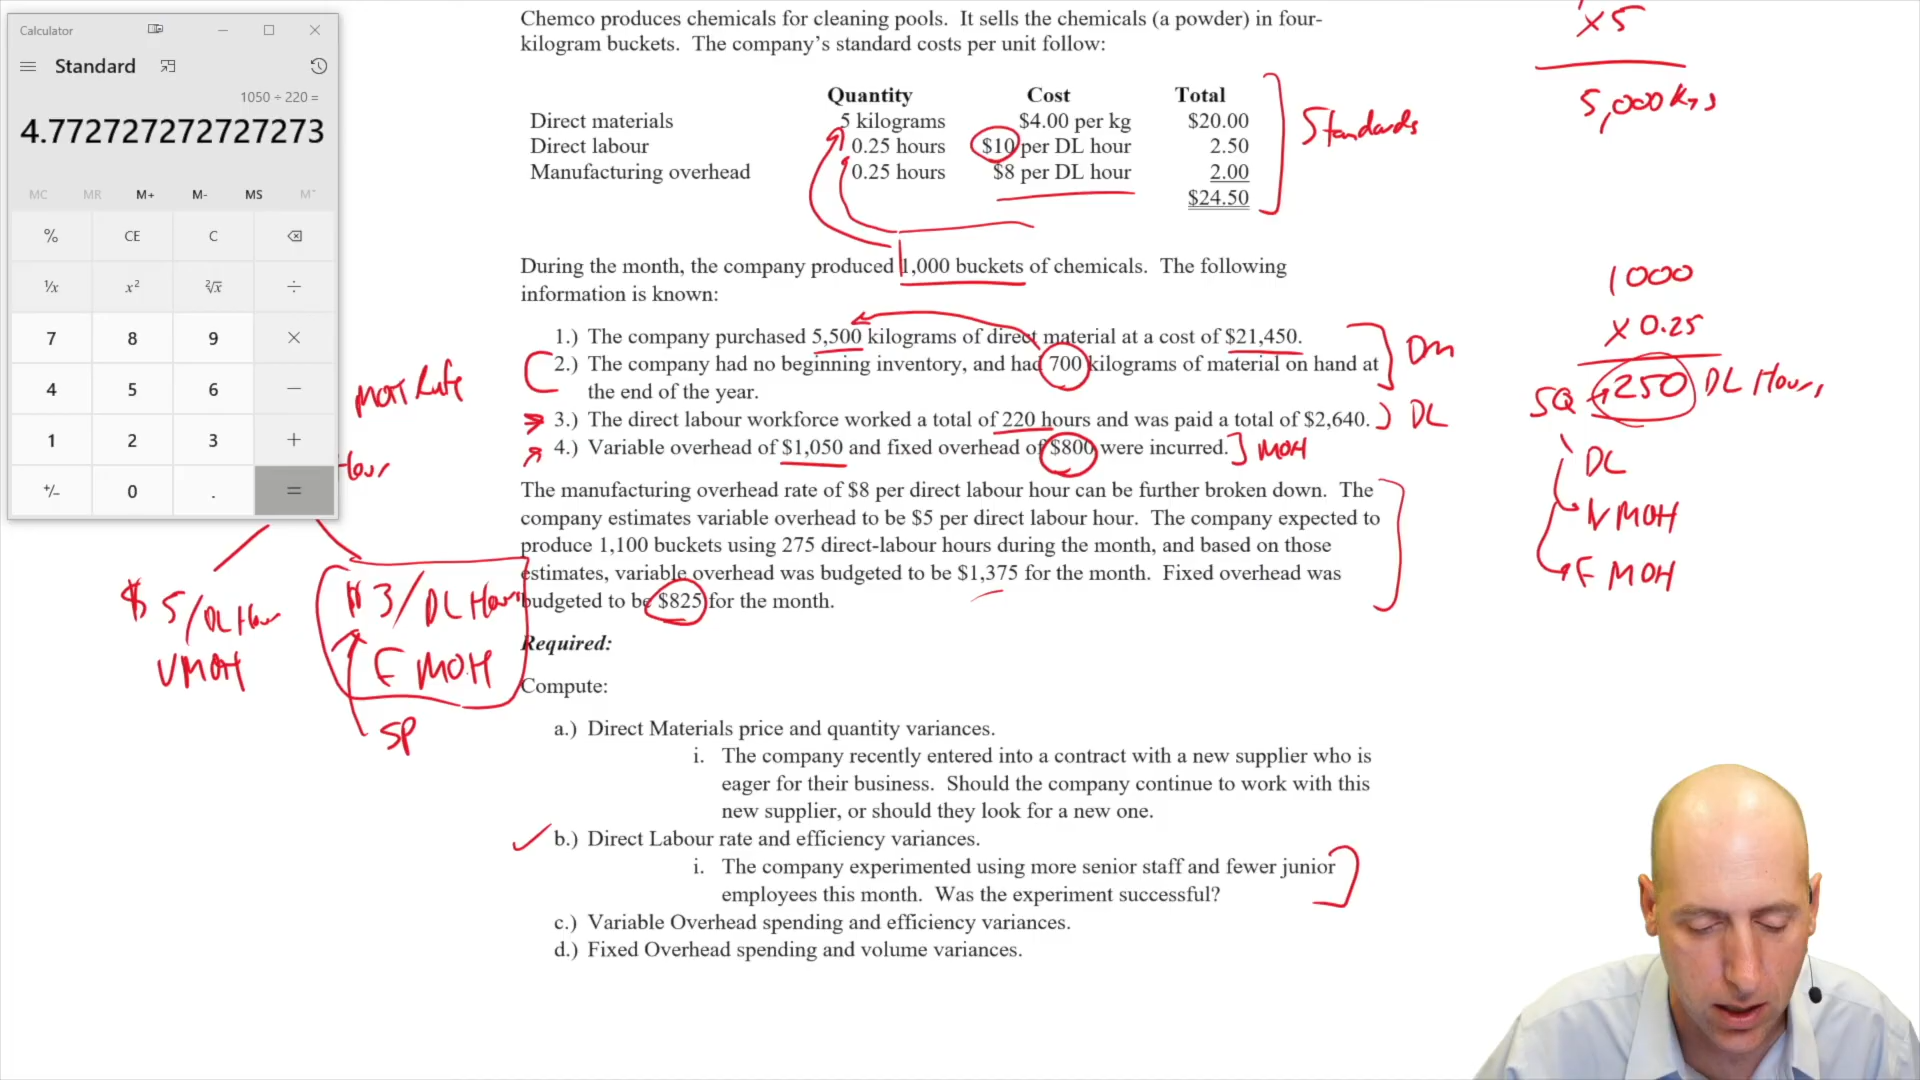 Calculator
Standard
1050 ÷ 220 =
4.772727272727273
MC MR M+ M- MS M˅
% CE C
¹/x x² ²√x ÷
7 8 9 ×
4 5 6 −
1 2 3 +
+/− 0 . =
Chemco produces chemicals for cleaning pools. It sells the chemicals (a powder) in four-
kilogram buckets. The company's standard costs per unit follow:
Quantity Cost Total
Direct materials 5 kilograms $4.00 per kg $20.00
Direct labour 0.25 hours $10 per DL hour 2.50
Manufacturing overhead 0.25 hours $8 per DL hour 2.00
$24.50
Standards
x 5
5,000 Kgs
During the month, the company produced 1,000 buckets of chemicals. The following
information is known:
1.) The company purchased 5,500 kilograms of direct material at a cost of $21,450.
2.) The company had no beginning inventory, and had 700 kilograms of material on hand at
the end of the year.
DM
3.) The direct labour workforce worked a total of 220 hours and was paid a total of $2,640.
DL
4.) Variable overhead of $1,050 and fixed overhead of $800 were incurred.
MOH
1000
x 0.25
SQ → 250 DL Hours
DL
VMOH
F MOH
The manufacturing overhead rate of $8 per direct labour hour can be further broken down. The
company estimates variable overhead to be $5 per direct labour hour. The company expected to
produce 1,100 buckets using 275 direct-labour hours during the month, and based on those
estimates, variable overhead was budgeted to be $1,375 for the month. Fixed overhead was
budgeted to be $825 for the month.
MOH Rate
Hour
$5/DL Hour
VMOH
$3/DL Hour
F MOH
SP
Required:
Compute:
a.) Direct Materials price and quantity variances.
i. The company recently entered into a contract with a new supplier who is
eager for their business. Should the company continue to work with this
new supplier, or should they look for a new one.
b.) Direct Labour rate and efficiency variances.
i. The company experimented using more senior staff and fewer junior
employees this month. Was the experiment successful?
c.) Variable Overhead spending and efficiency variances.
d.) Fixed Overhead spending and volume variances.